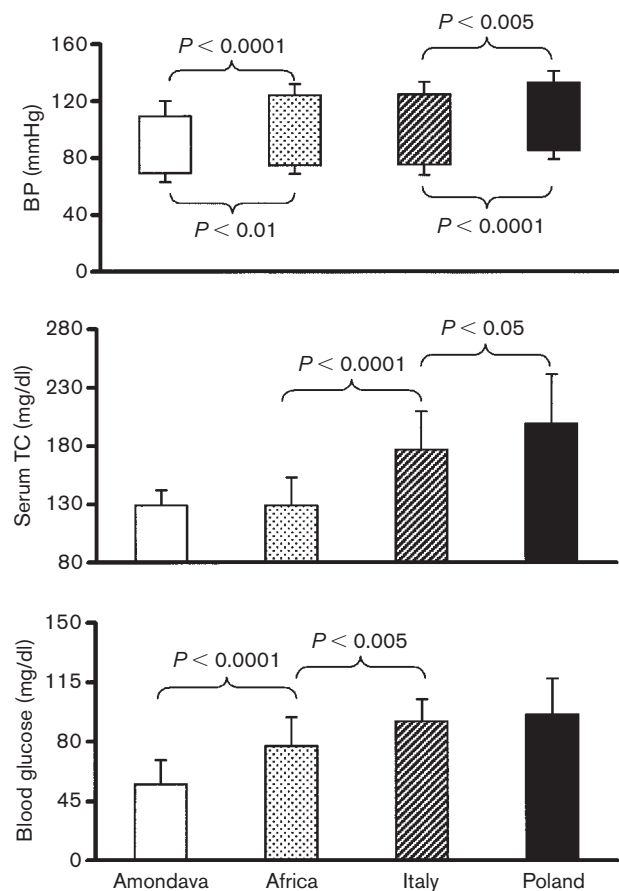 160
P < 0.0001
P < 0.005
120
BP (mmHg)
80
40
P < 0.01
P < 0.0001
0
280
P < 0.05
230
P < 0.0001
Serum TC (mg/dl)
180
130
80
150
P < 0.0001
P < 0.005
115
Blood glucose (mg/dl)
80
45
0
Amondava Africa Italy Poland